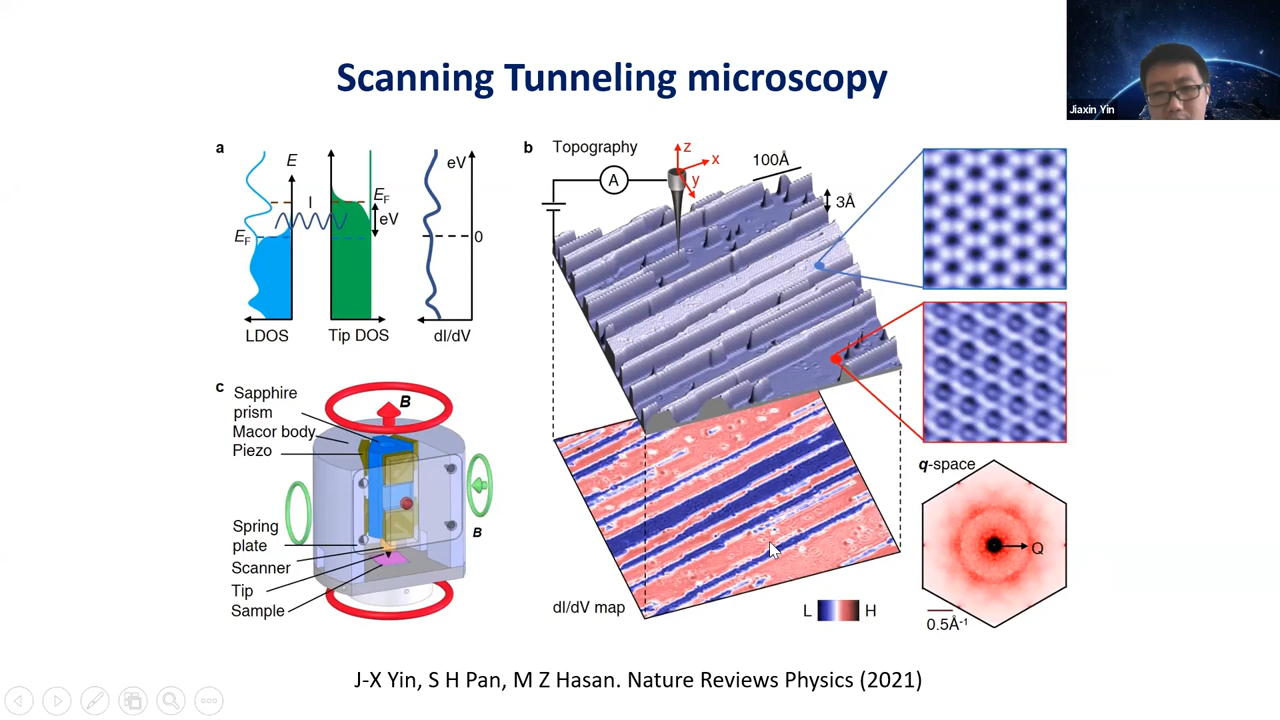 Scanning Tunneling microscopy
Jiaxin Yin
a
E
I
E_F
eV
E_F
LDOS
Tip DOS
eV
0
dI/dV
b
Topography
A
z
x
y
100Å
3Å
c
B
Sapphire
prism
Macor body
Piezo
Spring
plate
Scanner
Tip
Sample
B
dI/dV map
L
H
q-space
Q
0.5Å⁻¹
J-X Yin, S H Pan, M Z Hasan. Nature Reviews Physics (2021)